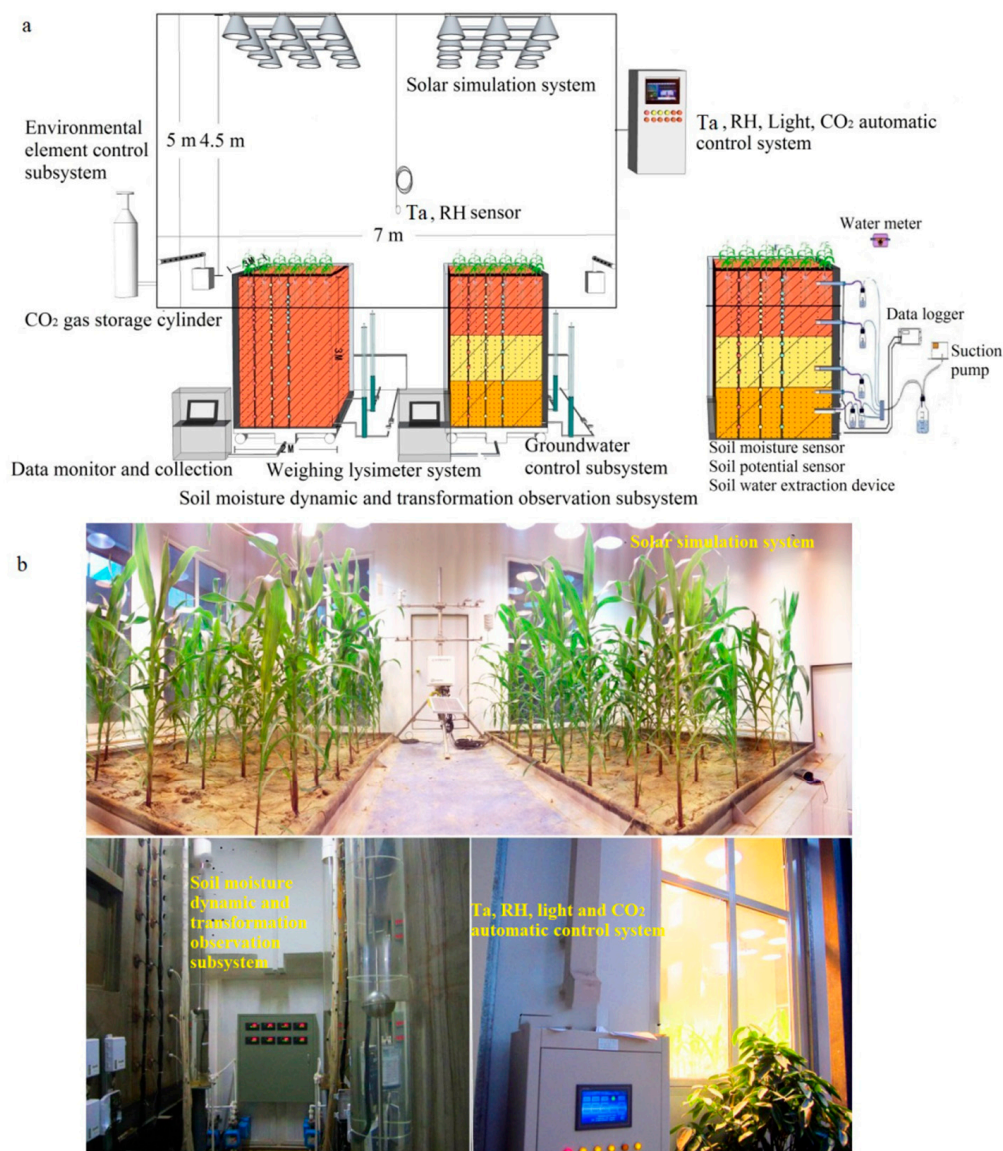 a
Solar simulation system
Environmental
element control
subsystem
5 m
4.5 m
Ta , RH, Light, CO₂ automatic
control system
Ta , RH sensor
7 m
Water meter
CO₂ gas storage cylinder
3M
2M
Data logger
Suction
pump
Data monitor and collection
Weighing lysimeter system
Groundwater
control subsystem
Soil moisture dynamic and transformation observation subsystem
Soil moisture sensor
Soil potential sensor
Soil water extraction device
b
Solar simulation system
Soil moisture
dynamic and
transformation
observation
subsystem
Ta, RH, light and CO₂
automatic control system